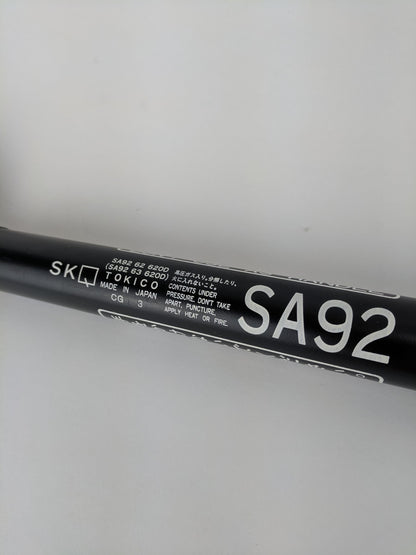 SA92 62 620D
(SA92 63 620D)
SK
TOKICO
MADE IN JAPAN
CG 3
高圧ガス入り。分解したり、
火に入れないこと。
CONTENTS UNDER
PRESSURE. DON'T TAKE
APART, PUNCTURE,
APPLY HEAT OR FIRE.
SA92